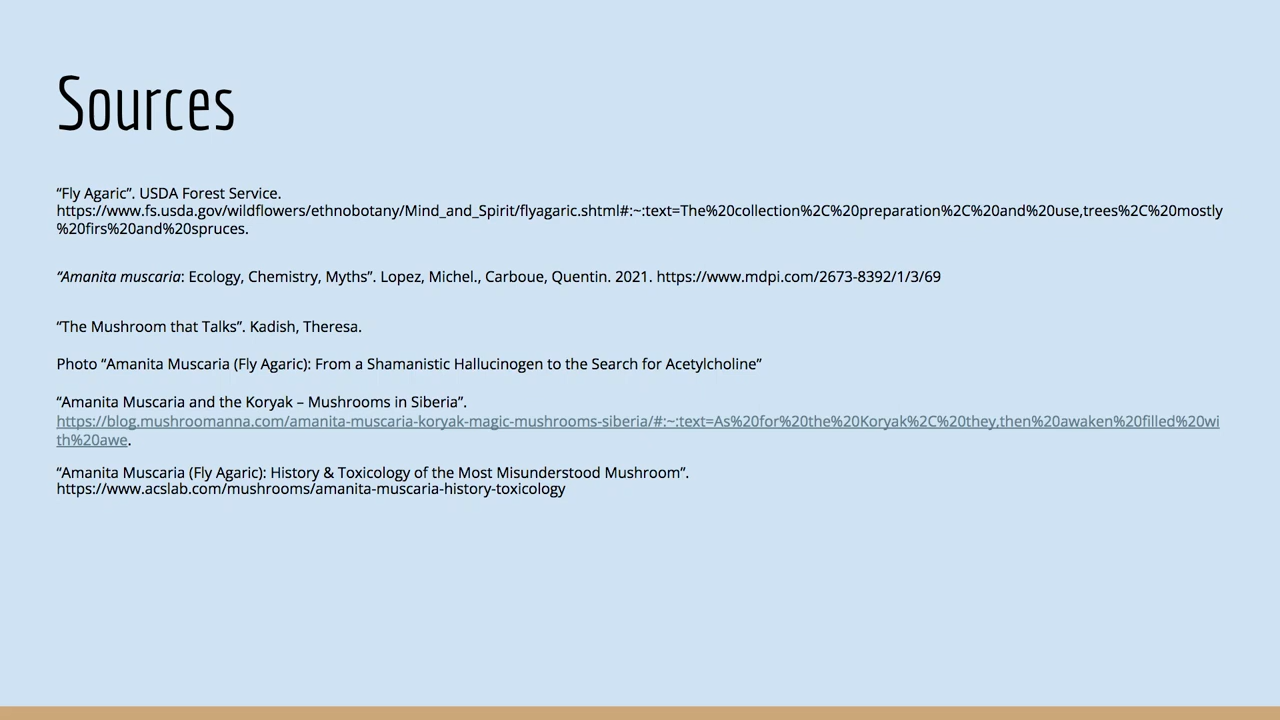 Sources
“Fly Agaric”. USDA Forest Service.
https://www.fs.usda.gov/wildflowers/ethnobotany/Mind_and_Spirit/flyagaric.shtml#:~:text=The%20collection%2C%20preparation%2C%20and%20use,trees%2C%20mostly
%20firs%20and%20spruces.
“Amanita muscaria: Ecology, Chemistry, Myths”. Lopez, Michel., Carboue, Quentin. 2021. https://www.mdpi.com/2673-8392/1/3/69
“The Mushroom that Talks”. Kadish, Theresa.
Photo “Amanita Muscaria (Fly Agaric): From a Shamanistic Hallucinogen to the Search for Acetylcholine”
“Amanita Muscaria and the Koryak – Mushrooms in Siberia”.
https://blog.mushroomanna.com/amanita-muscaria-koryak-magic-mushrooms-siberia/#:~:text=As%20for%20the%20Koryak%2C%20they,then%20awaken%20filled%20wi
th%20awe.
“Amanita Muscaria (Fly Agaric): History & Toxicology of the Most Misunderstood Mushroom”.
https://www.acslab.com/mushrooms/amanita-muscaria-history-toxicology